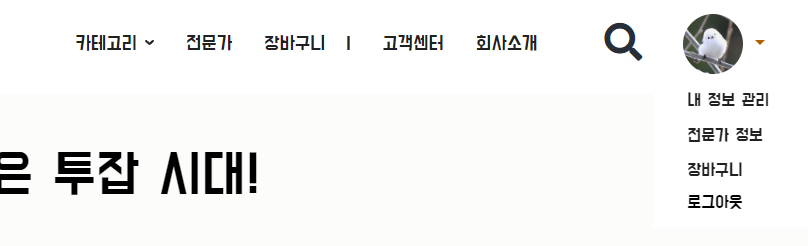 카테고리 전문가 장바구니 | 고객센터 회사소개
내 정보 관리
전문가 정보
장바구니
로그아웃
은 투잡 시대!